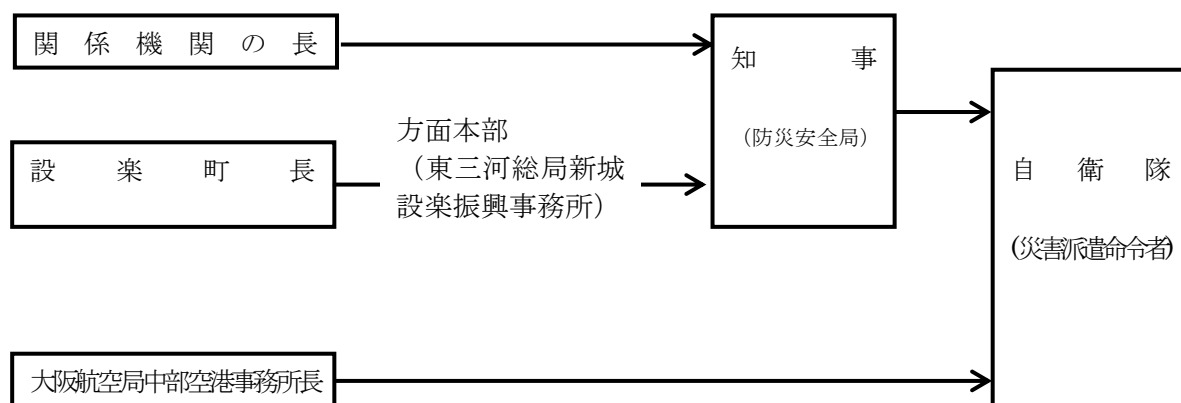 関係機関の長
知事
(防災安全局)
設楽町長
方面本部
(東三河総局新城
設楽振興事務所)
自衛隊
(災害派遣命令者)
大阪航空局中部空港事務所長